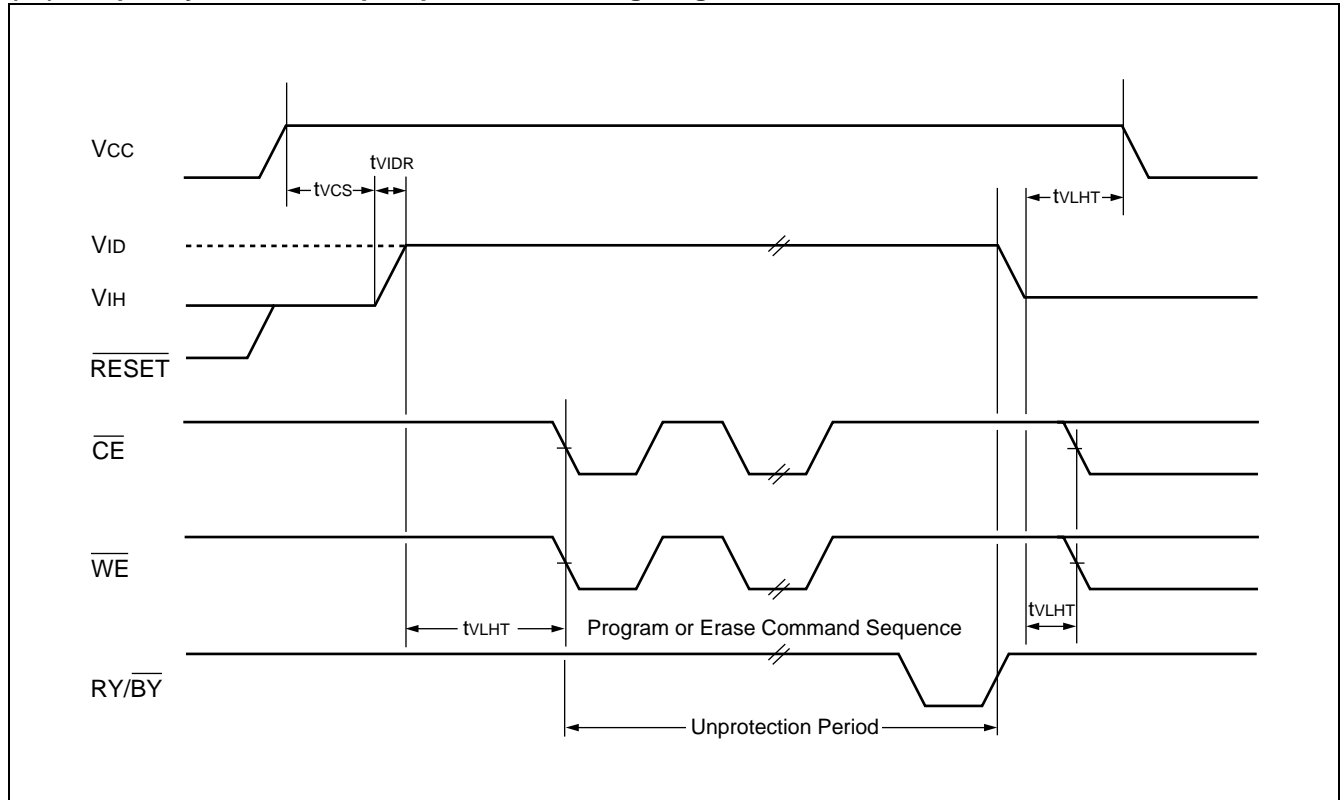 VCC
tVIDR
tVCS
tVLHT
VID
VIH
RESET
CE
WE
tVLHT
Program or Erase Command Sequence
tVLHT
RY/BY
Unprotection Period